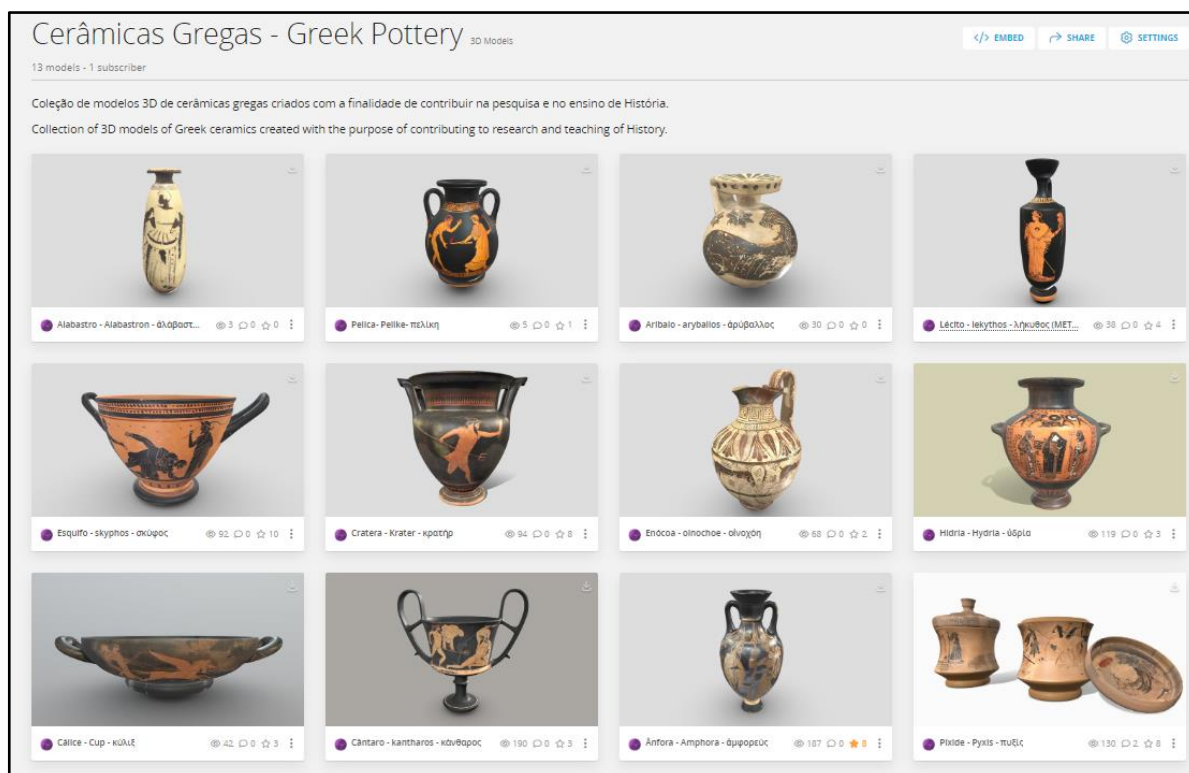 Cerâmicas Gregas - Greek Pottery 3D Models
</> EMBED SHARE SETTINGS
13 models - 1 subscriber
Coleção de modelos 3D de cerâmicas gregas criados com a finalidade de contribuir na pesquisa e no ensino de História.
Collection of 3D models of Greek ceramics created with the purpose of contributing to research and teaching of History.
Alabastro - Alabastron - ἀλάβαστ... 3 0 0
Pelica- Pelike- πελίκη 5 0 1
Aríbalo - aryballos - ἀρύβαλλος 30 0 0
Lécito - lekythos - λήκυθος (MET... 38 0 4
Esquifo - skyphos - σκύφος 92 0 10
Cratera - Krater - κρατήρ 94 0 8
Enócoa - oinochoe - οἰνοχόη 68 0 2
Hídria - Hydria - ὑδρία 119 0 3
Cálice - Cup - κύλιξ 42 0 3
Cântaro - kantharos - κάνθαρος 190 0 3
Ânfora - Amphora - ἀμφορεύς 187 0 8
Píxide - Pyxis - πυξίς 130 2 8